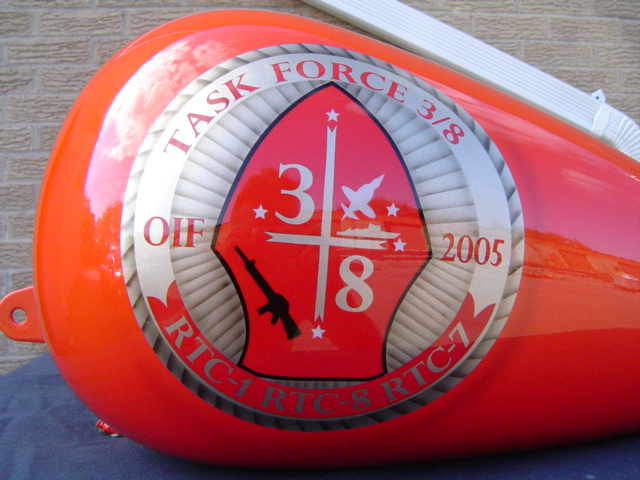 TASK FORCE 3/8
3
OIF
2005
8
RTC-1 RTC-8 RTC-7